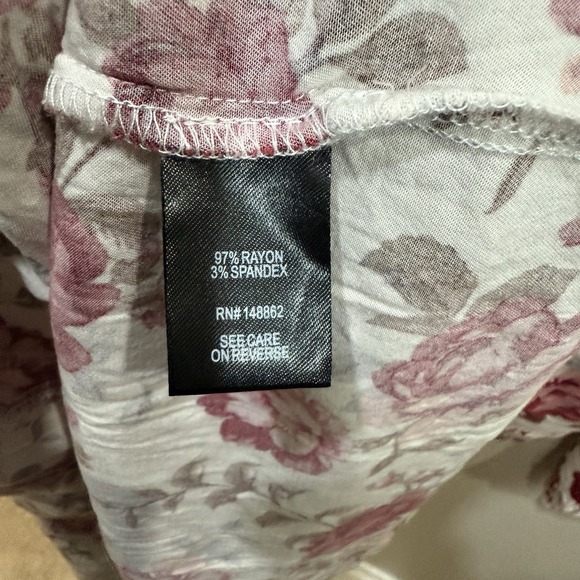 97% RAYON
3% SPANDEX
RN# 148862
SEE CARE
ON REVERSE